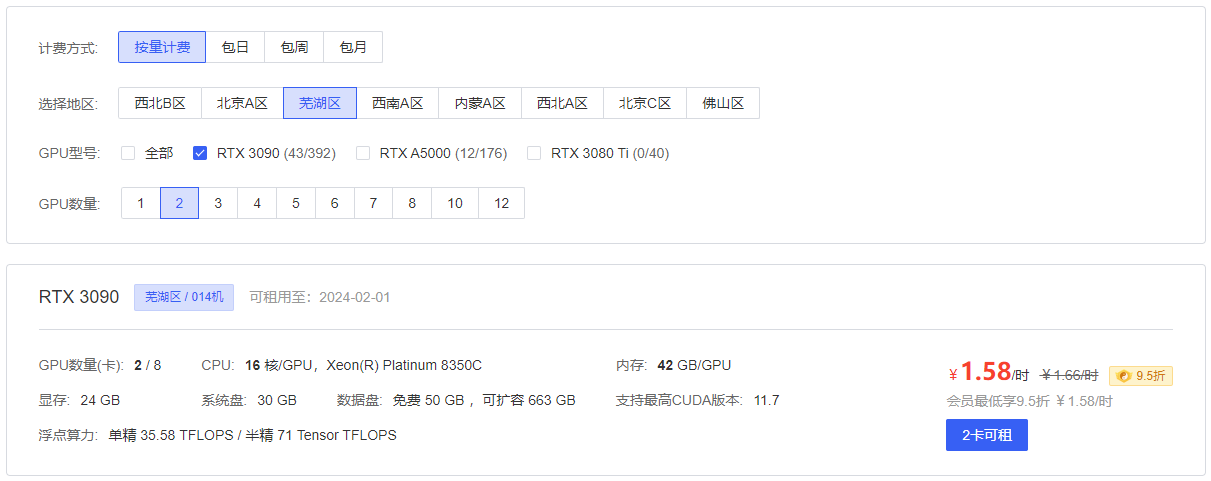 计费方式: 按量计费 包日 包周 包月
选择地区: 西北B区 北京A区 芜湖区 西南A区 内蒙A区 西北A区 北京C区 佛山区
GPU型号: 全部 RTX 3090 (43/392) RTX A5000 (12/176) RTX 3080 Ti (0/40)
GPU数量: 1 2 3 4 5 6 7 8 10 12
RTX 3090 芜湖区 / 014机 可租用至：2024-02-01
GPU数量(卡): 2 / 8 CPU: 16 核/GPU，Xeon(R) Platinum 8350C 内存: 42 GB/GPU
￥1.58/时 ￥1.66/时 9.5折
显存: 24 GB 系统盘: 30 GB 数据盘: 免费 50 GB ，可扩容 663 GB 支持最高CUDA版本: 11.7
会员最低享9.5折 ￥1.58/时
浮点算力: 单精 35.58 TFLOPS / 半精 71 Tensor TFLOPS
2卡可租